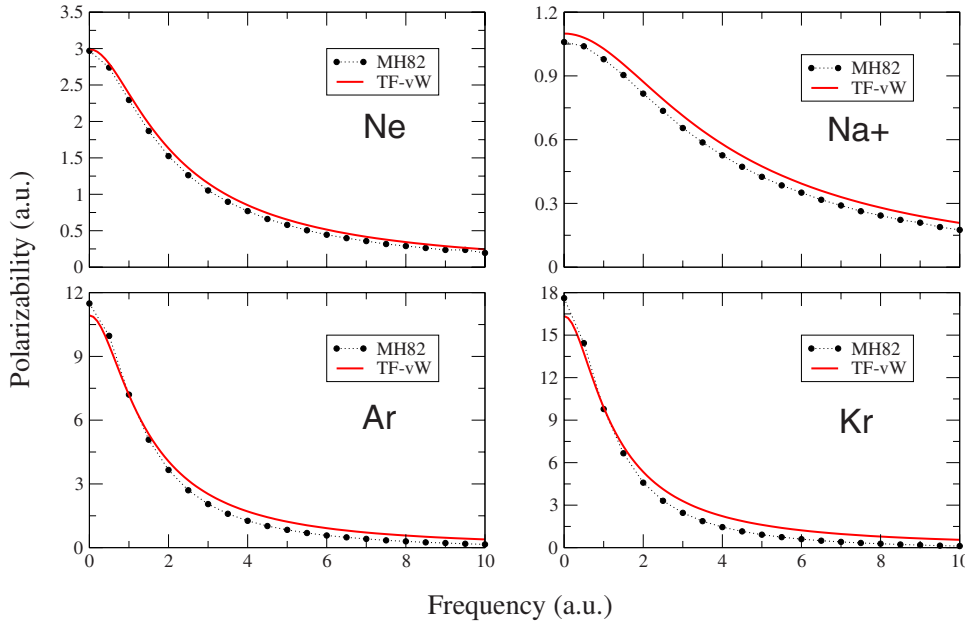 Polarizability (a.u.)
3.5
3
2.5
2
1.5
1
0.5
0
MH82
TF-vW
Ne
1.2
0.9
0.6
0.3
0
MH82
TF-vW
Na+
12
9
6
3
0
MH82
TF-vW
Ar
0 2 4 6 8 10
18
15
12
9
6
3
0
MH82
TF-vW
Kr
0 2 4 6 8 10
Frequency (a.u.)